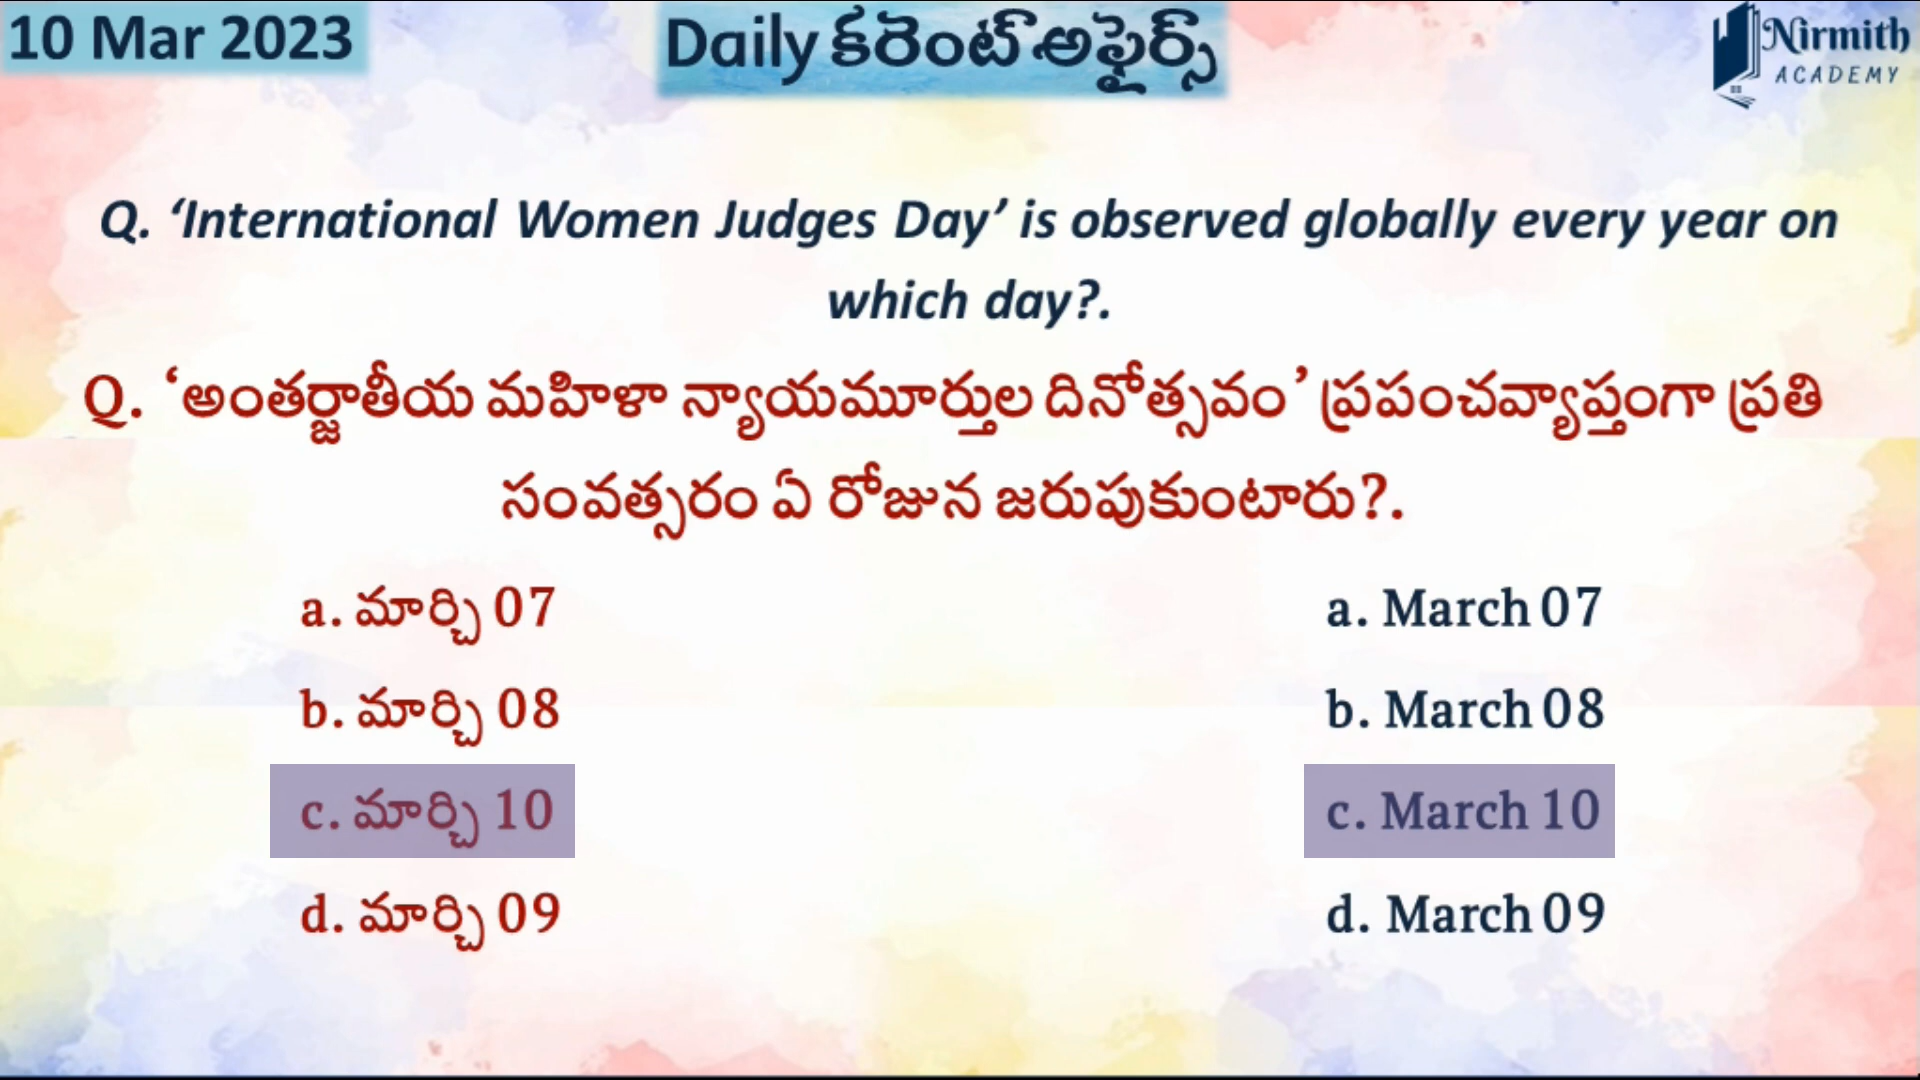 10 Mar 2023
Daily కరెంట్ అఫైర్స్
Nirmith
ACADEMY
Q. ‘International Women Judges Day’ is observed globally every year on
which day?.
Q. ‘అంతర్జాతీయ మహిళా న్యాయమూర్తుల దినోత్సవం’ ప్రపంచవ్యాప్తంగా ప్రతి
సంవత్సరం ఏ రోజున జరుపుకుంటారు?.
a. మార్చి 07
b. మార్చి 08
c. మార్చి 10
d. మార్చి 09
a. March 07
b. March 08
c. March 10
d. March 09